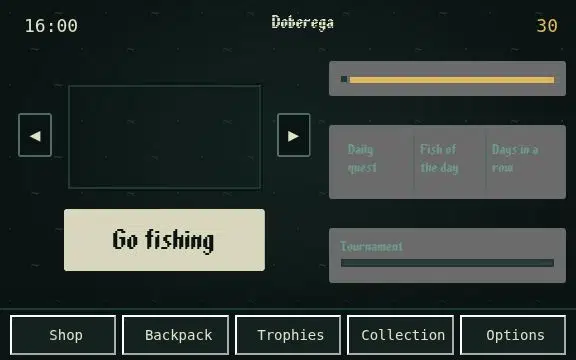 16:00
Doberega
30
◀
▶
Daily quest
Fish of the day
Days in a row
Go fishing
Tournament
Shop
Backpack
Trophies
Collection
Options